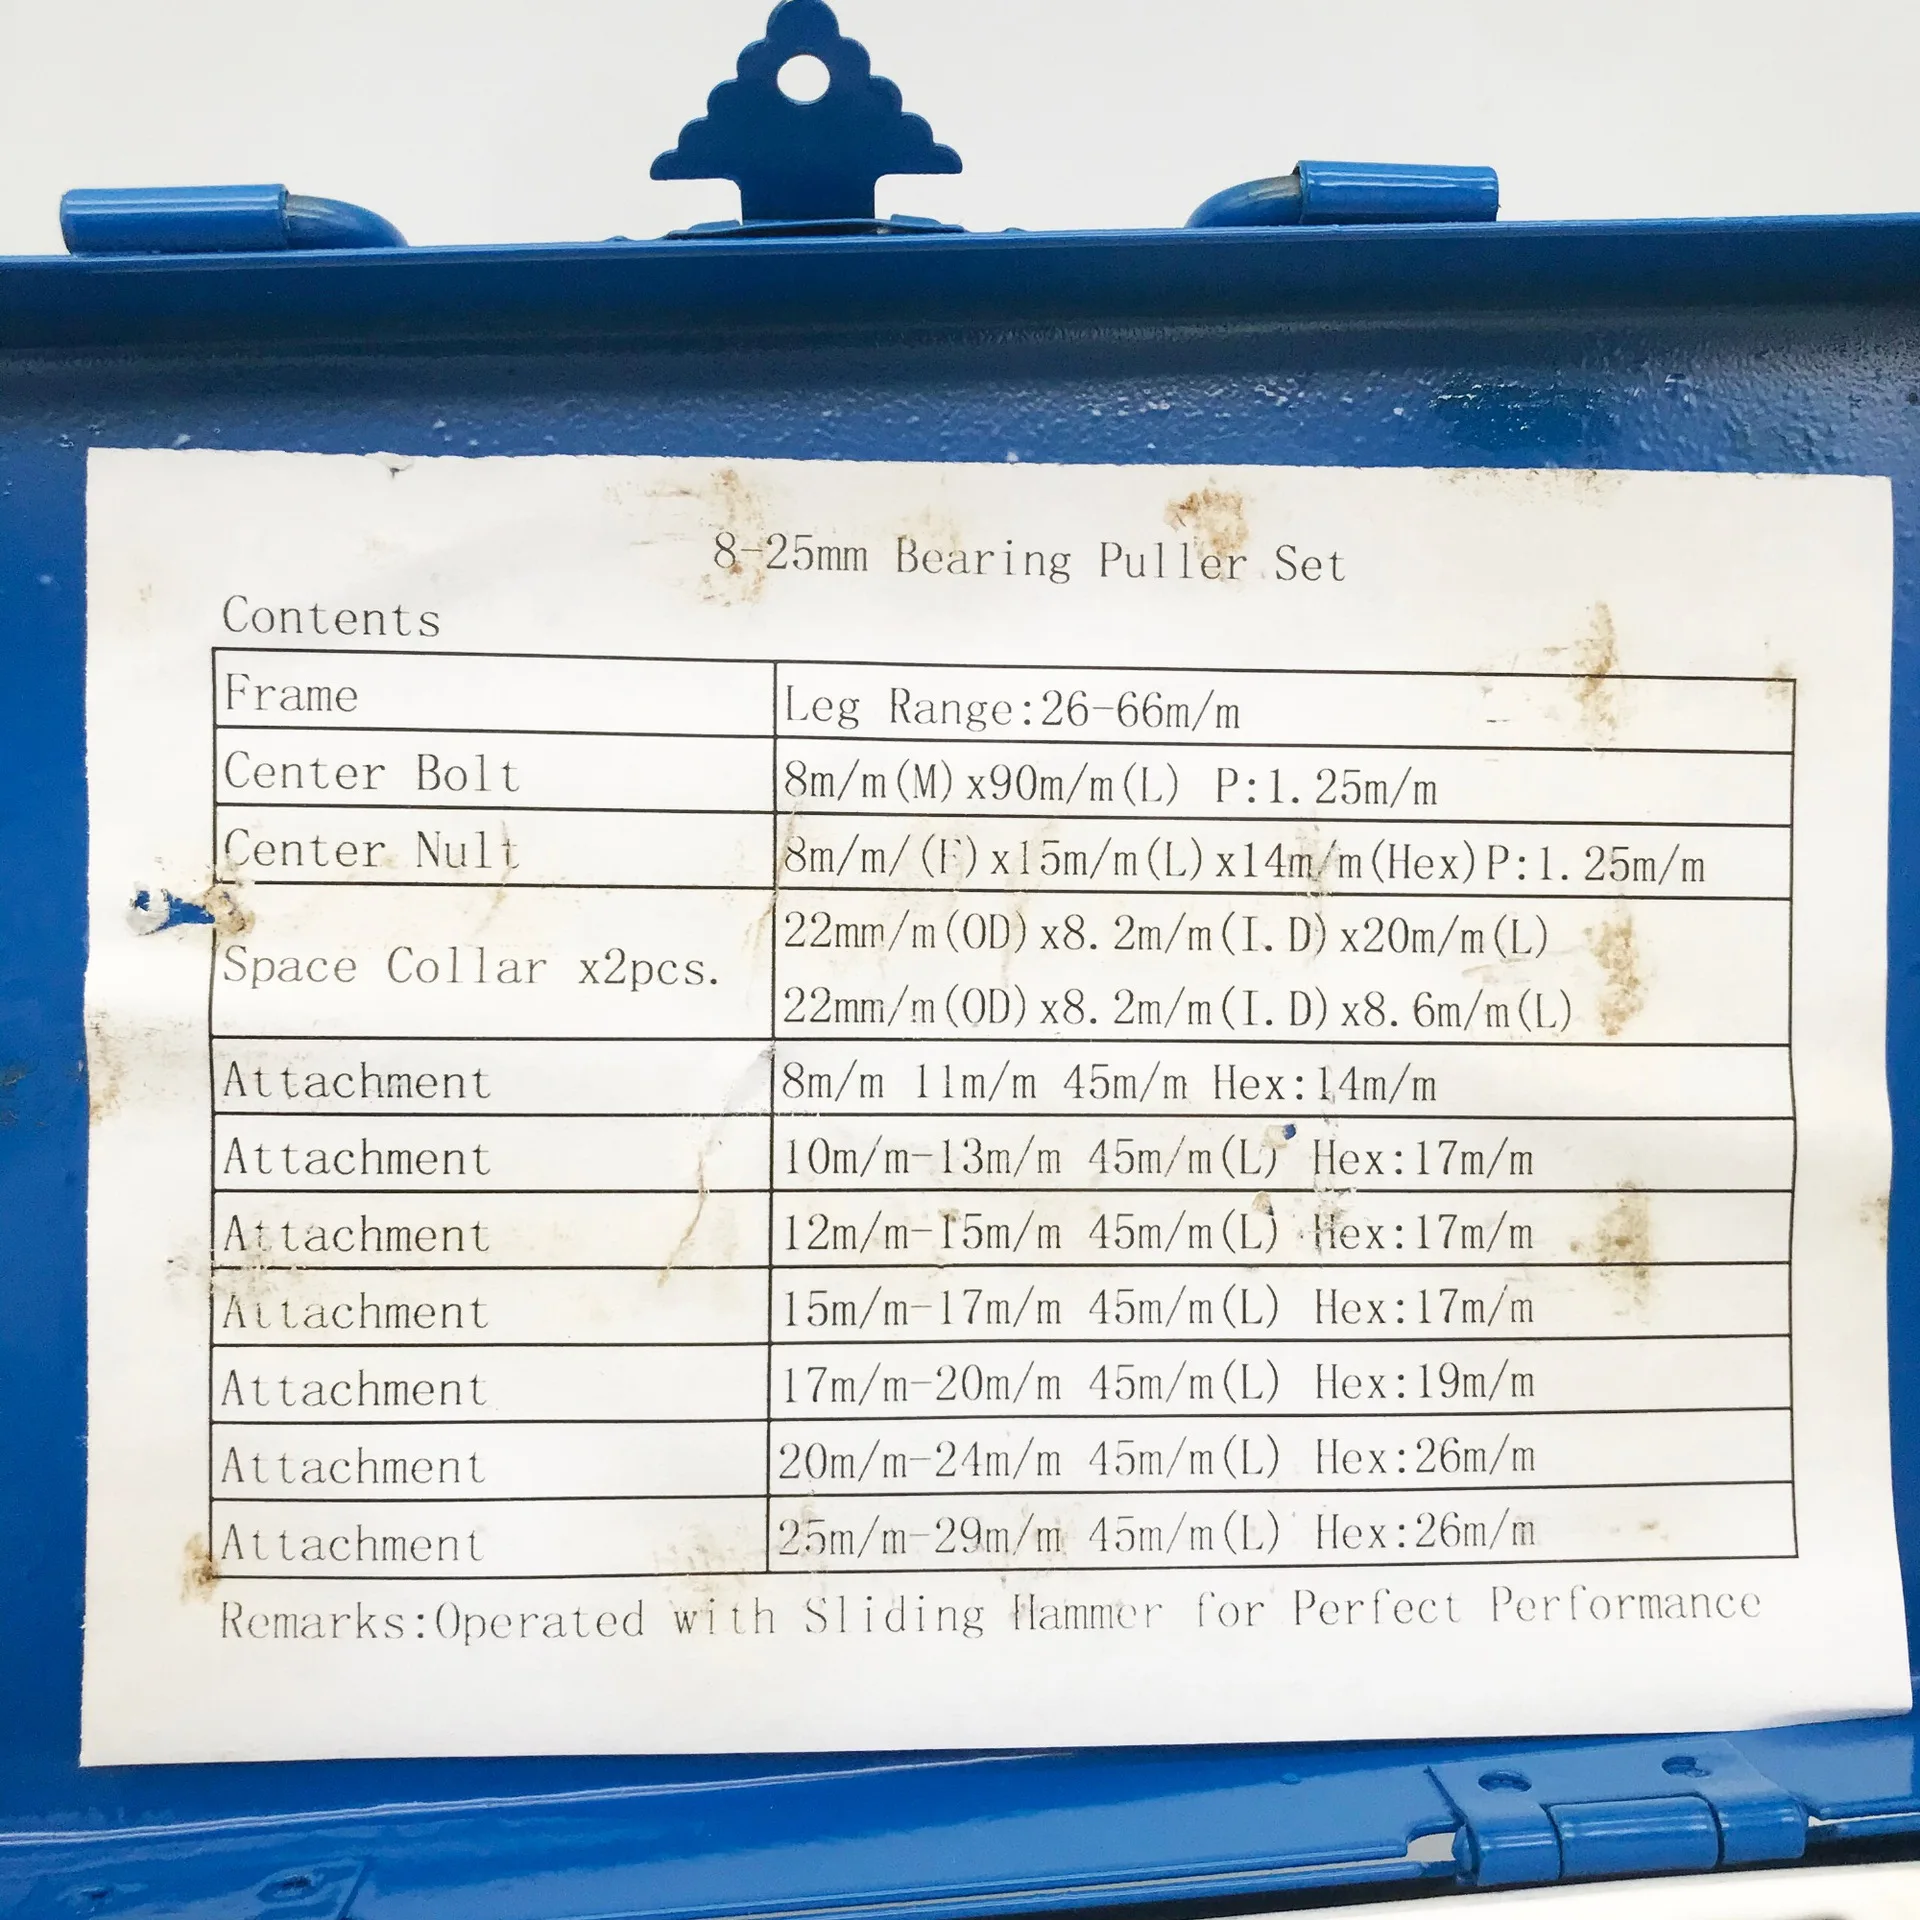 8-25mm Bearing Puller Set
Contents
Frame Leg Range:26-66m/m
Center Bolt 8m/m(M)x90m/m(L) P:1.25m/m
Center Nult 8m/m/(F)x15m/m(L)x14m/m(Hex)P:1.25m/m
Space Collar x2pcs. 22mm/m(OD)x8.2m/m(I.D)x20m/m(L)
22mm/m(OD)x8.2m/m(I.D)x8.6m/m(L)
Attachment 8m/m 11m/m 45m/m Hex:14m/m
Attachment 10m/m-13m/m 45m/m(L) Hex:17m/m
Attachment 12m/m-15m/m 45m/m(L) Hex:17m/m
Attachment 15m/m-17m/m 45m/m(L) Hex:17m/m
Attachment 17m/m-20m/m 45m/m(L) Hex:19m/m
Attachment 20m/m-24m/m 45m/m(L) Hex:26m/m
Attachment 25m/m-29m/m 45m/m(L) Hex:26m/m
Remarks:Operated with Sliding Hammer for Perfect Performance